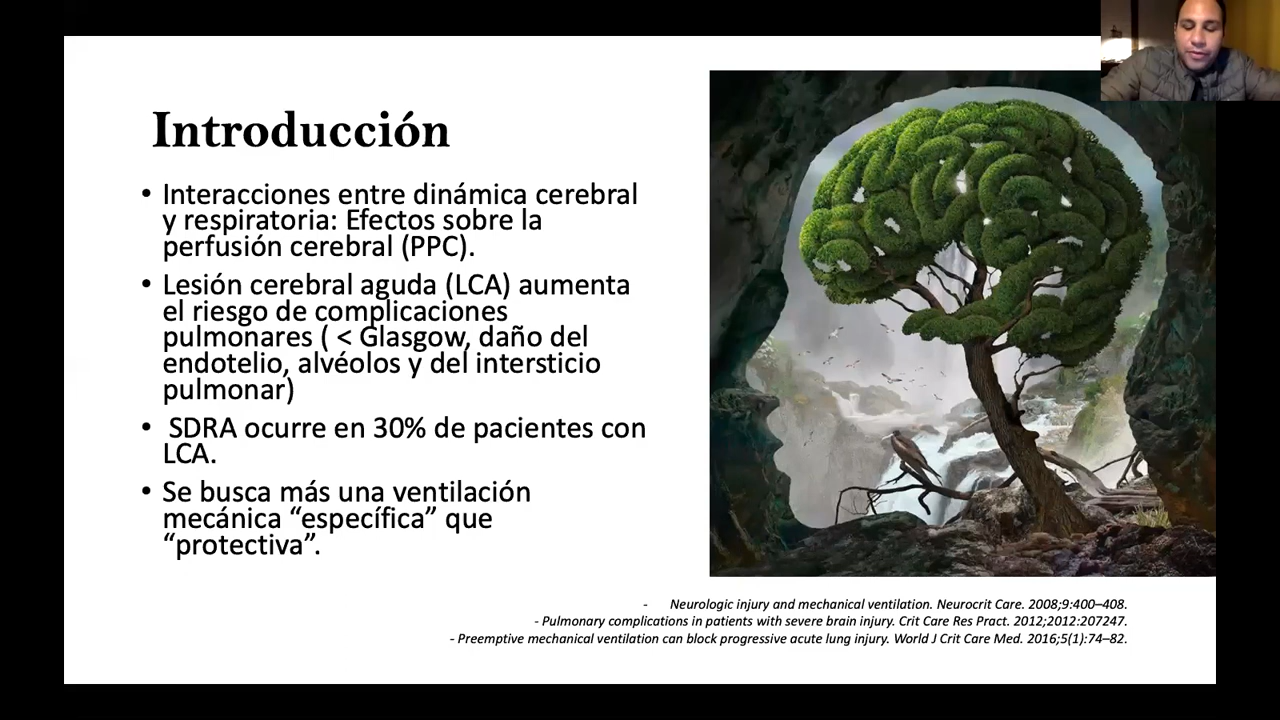 Introducción
• Interacciones entre dinámica cerebral
y respiratoria: Efectos sobre la
perfusión cerebral (PPC).
• Lesión cerebral aguda (LCA) aumenta
el riesgo de complicaciones
pulmonares ( < Glasgow, daño del
endotelio, alvéolos y del intersticio
pulmonar)
• SDRA ocurre en 30% de pacientes con
LCA.
• Se busca más una ventilación
mecánica “específica” que
“protectiva”.
- Neurologic injury and mechanical ventilation. Neurocrit Care. 2008;9:400–408.
- Pulmonary complications in patients with severe brain injury. Crit Care Res Pract. 2012;2012:207247.
- Preemptive mechanical ventilation can block progressive acute lung injury. World J Crit Care Med. 2016;5(1):74–82.